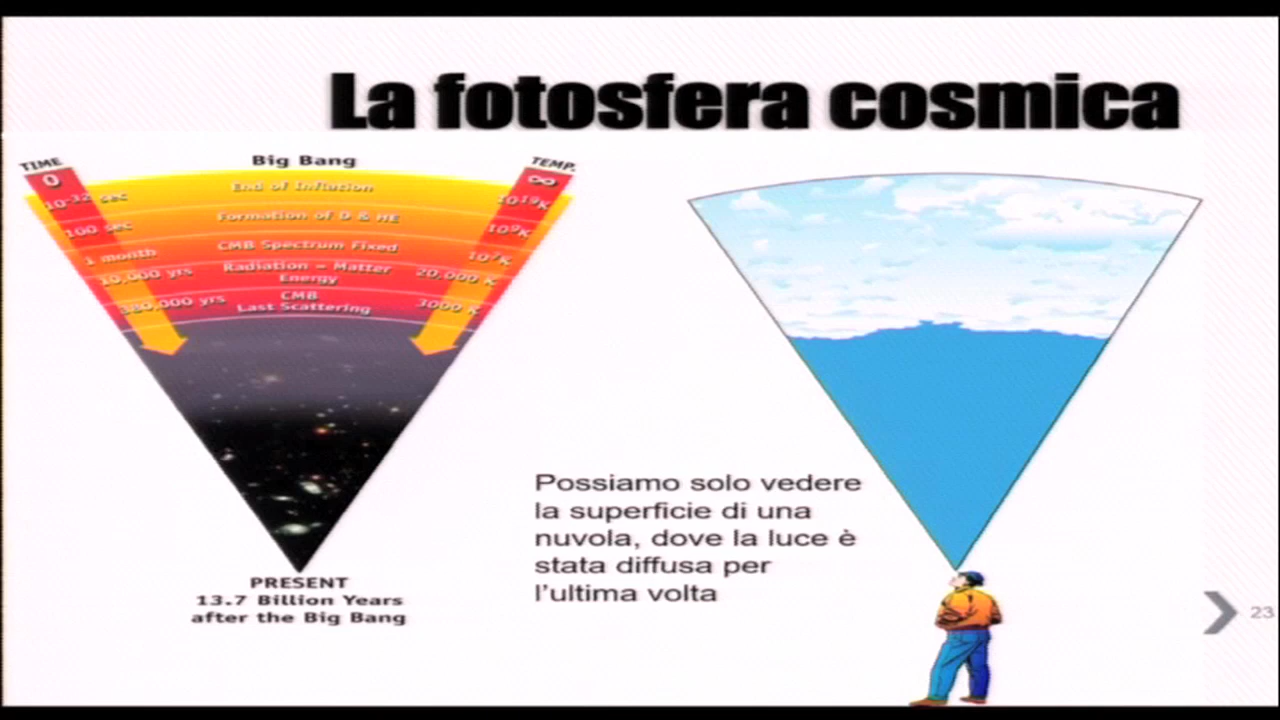 La fotosfera cosmica
TIME
Big Bang
TEMP.
0
End of Inflation
∞
10-32 sec
10¹⁹K
Formation of D & HE
100 sec
10⁹K
CMB Spectrum Fixed
1 month
10⁷K
Radiation = Matter
Energy
10,000 yrs
20,000 K
CMB
Last Scattering
380,000 yrs
3000 K
PRESENT
13.7 Billion Years
after the Big Bang
Possiamo solo vedere
la superficie di una
nuvola, dove la luce è
stata diffusa per
l'ultima volta
23